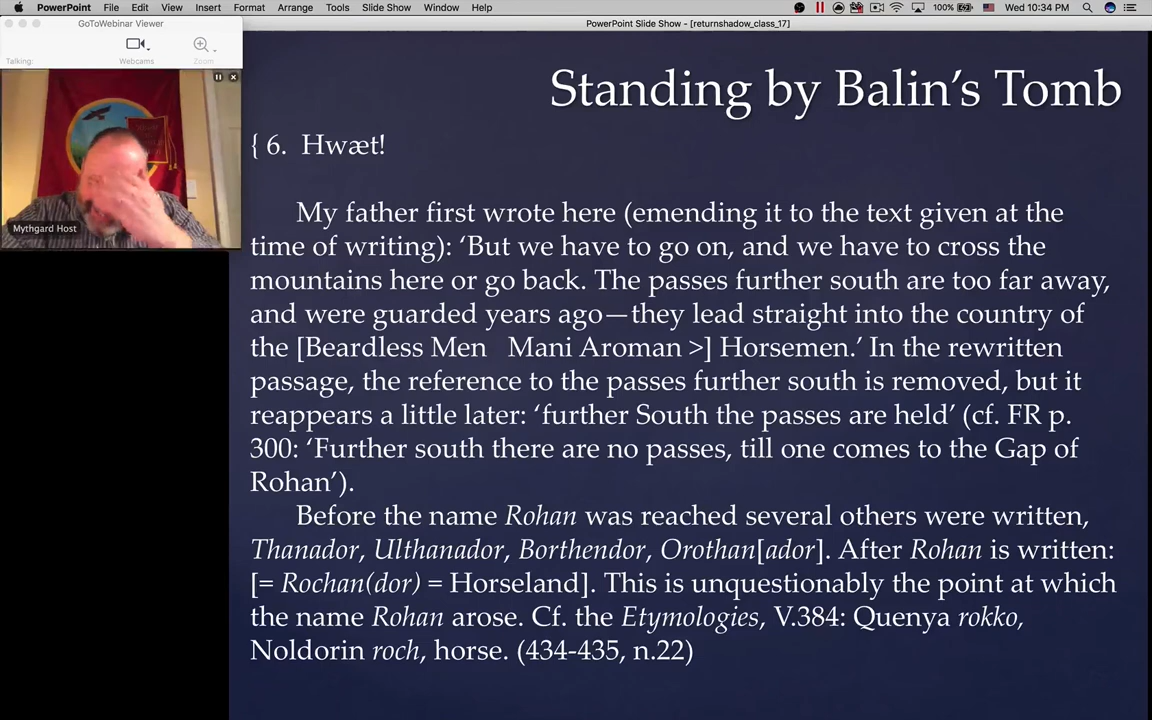 PowerPoint File Edit View Insert Format Arrange Tools Slide Show Window Help 100% Wed 10:34 PM
GoToWebinar Viewer
PowerPoint Slide Show - [returnshadow_class_17]
Talking: Webcams Zoom
Mythgard Host
Standing by Balin's Tomb
{ 6. Hwæt!
My father first wrote here (emending it to the text given at the
time of writing): ‘But we have to go on, and we have to cross the
mountains here or go back. The passes further south are too far away,
and were guarded years ago—they lead straight into the country of
the [Beardless Men Mani Aroman >] Horsemen.’ In the rewritten
passage, the reference to the passes further south is removed, but it
reappears a little later: ‘further South the passes are held’ (cf. FR p.
300: ‘Further south there are no passes, till one comes to the Gap of
Rohan’).
Before the name Rohan was reached several others were written,
Thanador, Ulthanador, Borthendor, Orothan[ador]. After Rohan is written:
[= Rochan(dor) = Horseland]. This is unquestionably the point at which
the name Rohan arose. Cf. the Etymologies, V.384: Quenya rokko,
Noldorin roch, horse. (434-435, n.22)